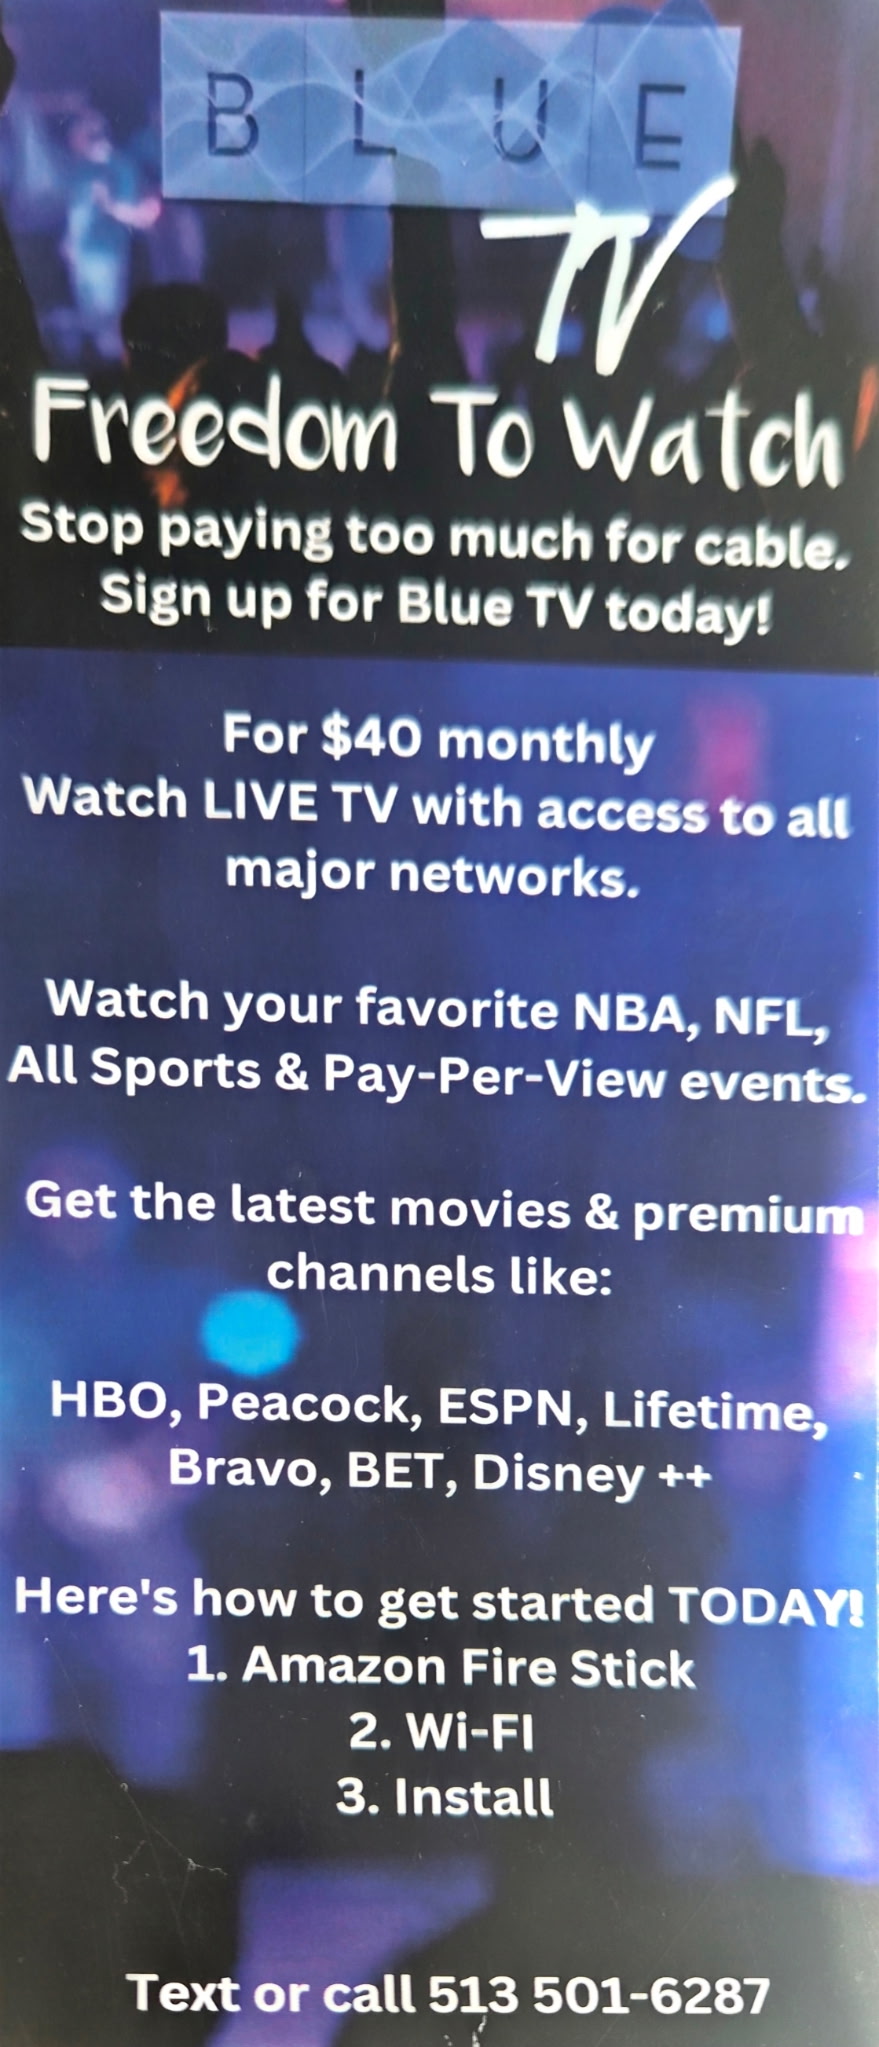 BLUE
TV
Freedom To Watch
Stop paying too much for cable.
Sign up for Blue TV today!
For $40 monthly
Watch LIVE TV with access to all
major networks.
Watch your favorite NBA, NFL,
All Sports & Pay-Per-View events.
Get the latest movies & premium
channels like:
HBO, Peacock, ESPN, Lifetime,
Bravo, BET, Disney ++
Here's how to get started TODAY!
1. Amazon Fire Stick
2. Wi-FI
3. Install
Text or call 513 501-6287